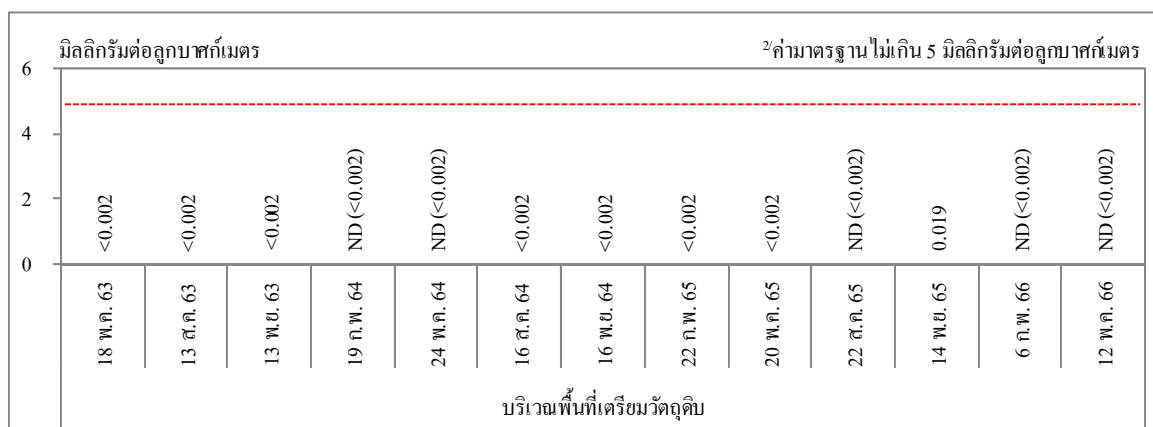 มิลลิกรัมต่อลูกบาศก์เมตร
2/ค่ามาตรฐาน ไม่เกิน 5 มิลลิกรัมต่อลูกบาศก์เมตร
6
4
2
0
<0.002
<0.002
<0.002
ND (<0.002)
ND (<0.002)
<0.002
<0.002
<0.002
<0.002
ND (<0.002)
0.019
ND (<0.002)
ND (<0.002)
18 พ.ค. 63
13 ส.ค. 63
13 พ.ย. 63
19 ก.พ. 64
24 พ.ค. 64
16 ส.ค. 64
16 พ.ย. 64
22 ก.พ. 65
20 พ.ค. 65
22 ส.ค. 65
14 พ.ย. 65
6 ก.พ. 66
12 พ.ค. 66
บริเวณพื้นที่เตรียมวัตถุดิบ